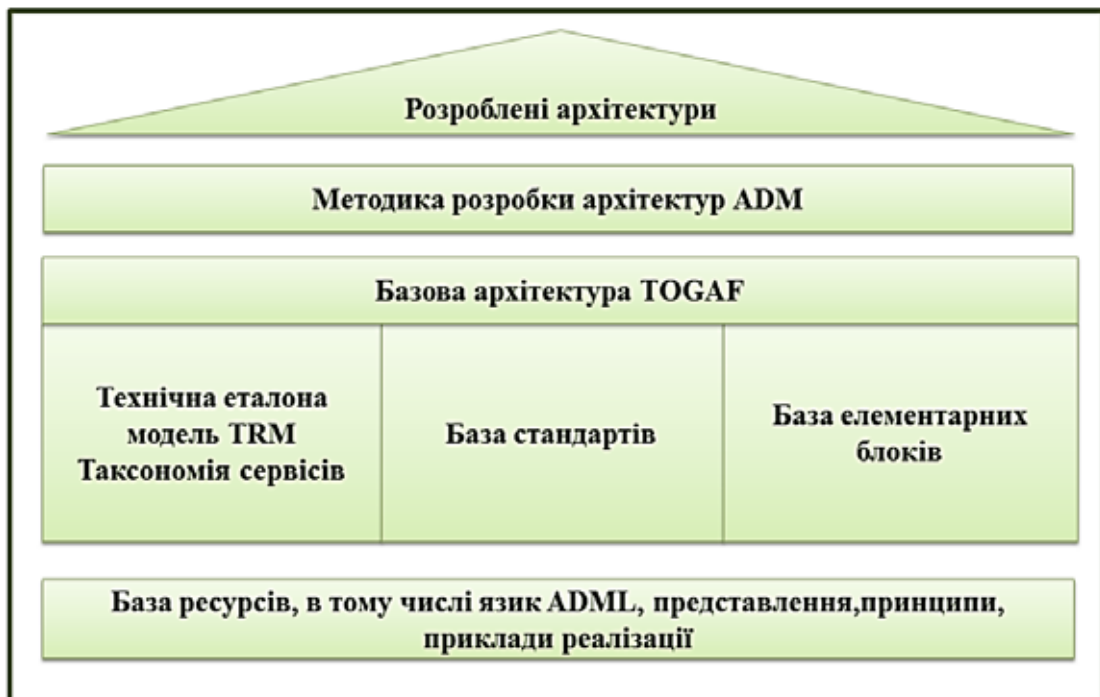 Розроблені архітектури
Методика розробки архітектур ADM
Базова архітектура TOGAF
Технічна еталона
модель TRM
Таксономія сервісів
База стандартів
База елементарних
блоків
База ресурсів, в тому числі язик ADML, представлення,принципи,
приклади реалізації